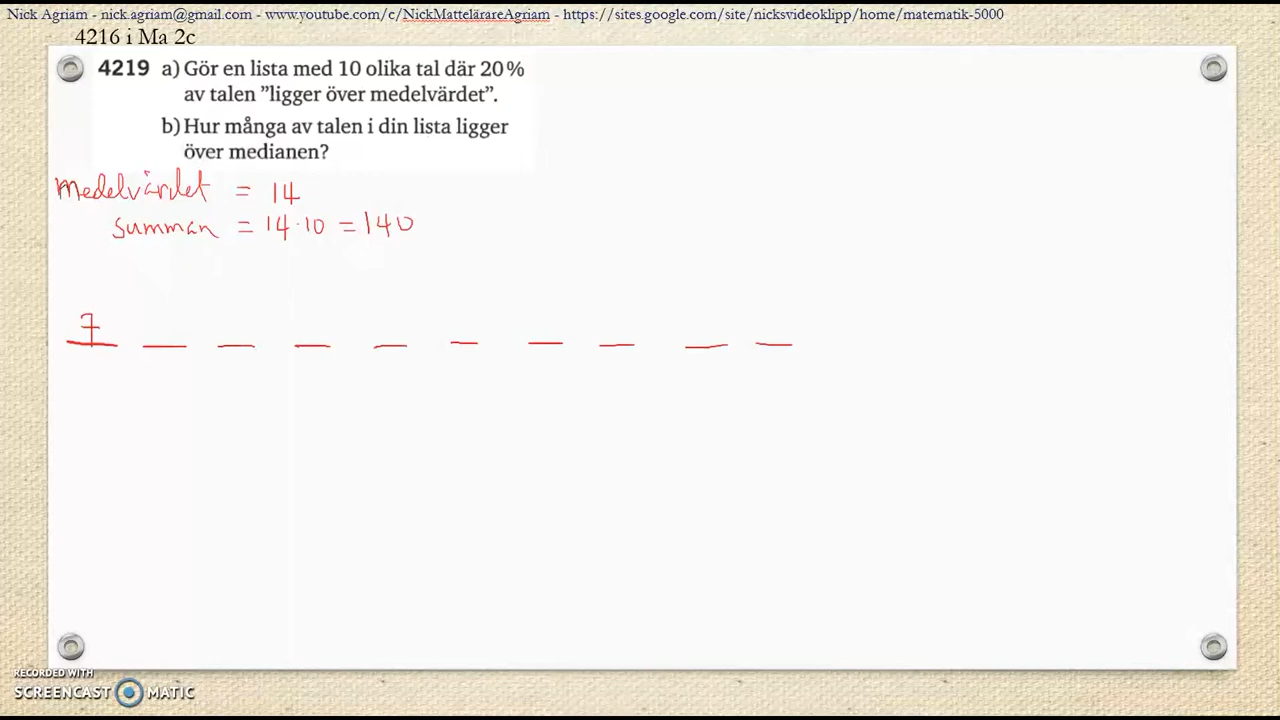 Nick Agriam - nick.agriam@gmail.com - www.youtube.com/c/NickMattelärareAgriam - https://sites.google.com/site/nicksvideoklipp/home/matematik-5000
4216 i Ma 2c
4219 a) Gör en lista med 10 olika tal där 20%
av talen ”ligger över medelvärdet”.
b) Hur många av talen i din lista ligger
över medianen?
medelvärdet = 14
summan = 14·10 = 140
7
RECORDED WITH
SCREENCAST MATIC